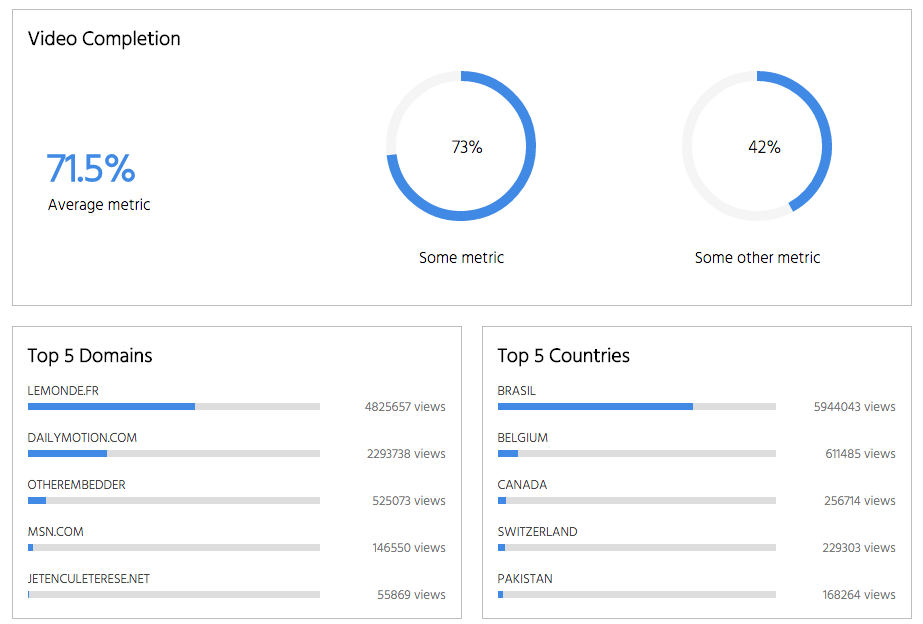 Video Completion
71.5%
Average metric
73%
Some metric
42%
Some other metric
Top 5 Domains
LEMONDE.FR
4825657 views
DAILYMOTION.COM
2293738 views
OTHEREMBEDDER
525073 views
MSN.COM
146550 views
JETENCULETERESE.NET
55869 views
Top 5 Countries
BRASIL
5944043 views
BELGIUM
611485 views
CANADA
256714 views
SWITZERLAND
229303 views
PAKISTAN
168264 views